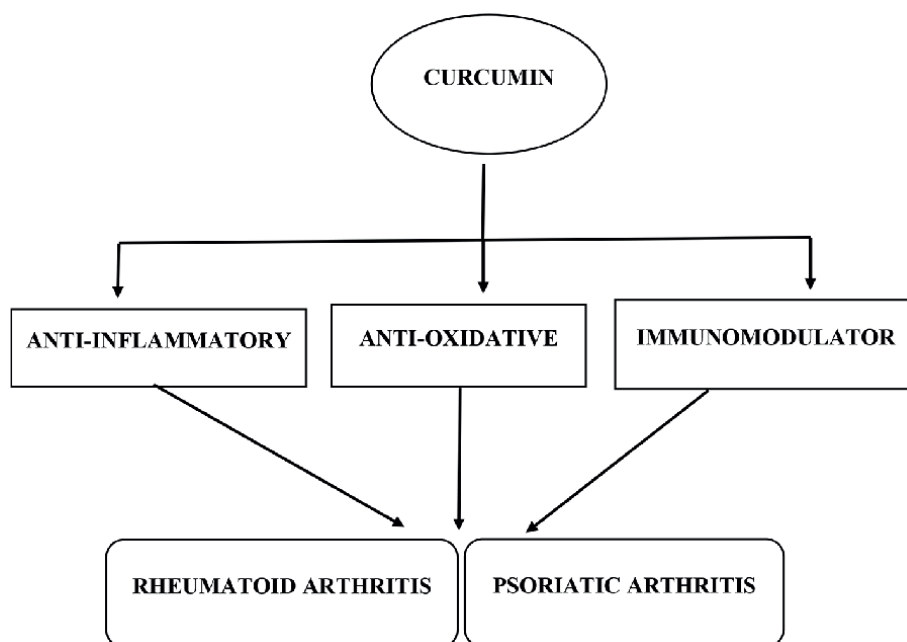 CURCUMIN
ANTI-INFLAMMATORY
ANTI-OXIDATIVE
IMMUNOMODULATOR
RHEUMATOID ARTHRITIS
PSORIATIC ARTHRITIS